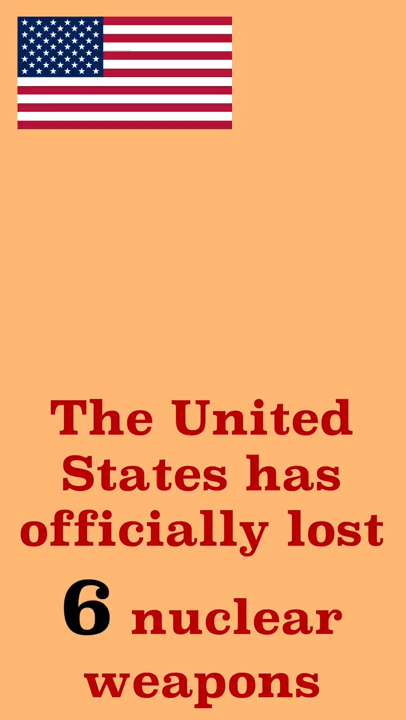 The United
States has
officially lost
6 nuclear
weapons